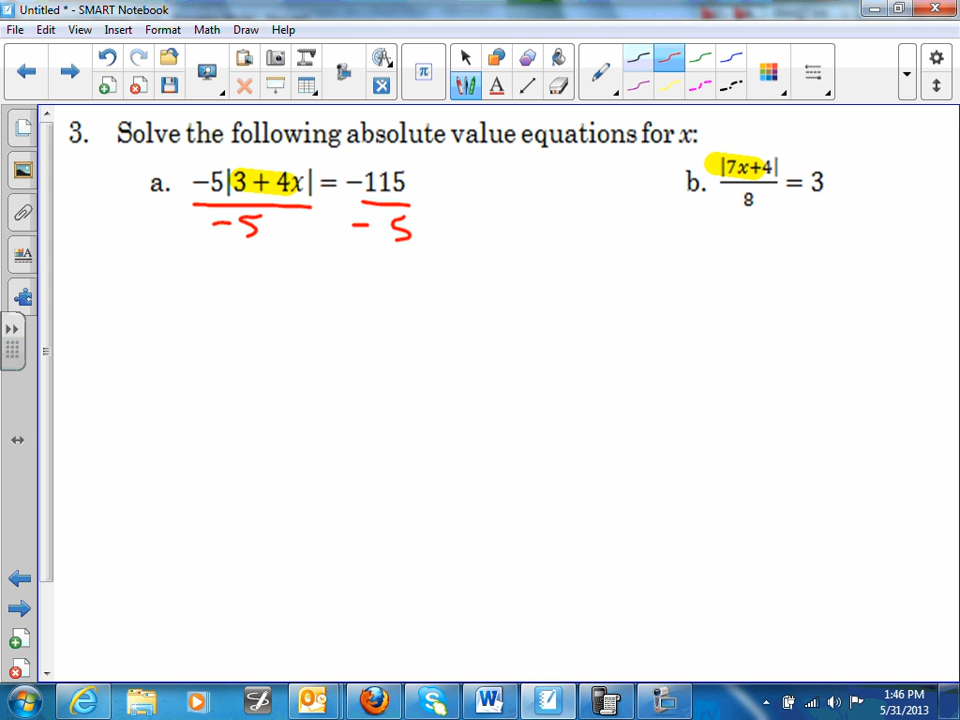 Untitled * - SMART Notebook
File Edit View Insert Format Math Draw Help
π
A
3. Solve the following absolute value equations for x:
a. −5|3 + 4x| = −115
−5 − 5
b. |7x+4|/8 = 3
1:46 PM
5/31/2013